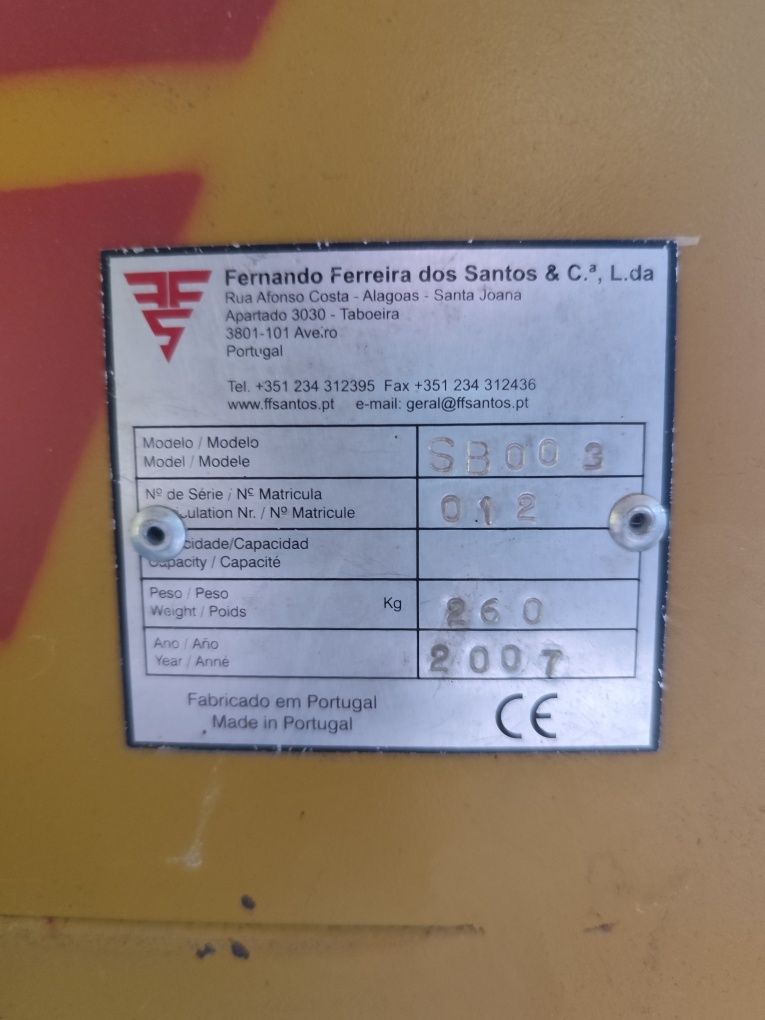 FFS
Fernando Ferreira dos Santos & C.ª, L.da
Rua Afonso Costa - Alagoas - Santa Joana
Apartado 3030 - Taboeira
3801-101 Aveiro
Portugal
Tel. +351 234 312395 Fax +351 234 312436
www.ffsantos.pt e-mail: geral@ffsantos.pt
Modelo / Modelo
Model / Modele
SB003
Nº de Série / Nº Matricula
Nr. / Nº Matricule
012
/Capacidad
/ Capacité
Peso / Peso
Weight / Poids
Kg
260
Ano / Año
Year / Anné
2007
Fabricado em Portugal
Made in Portugal
CE